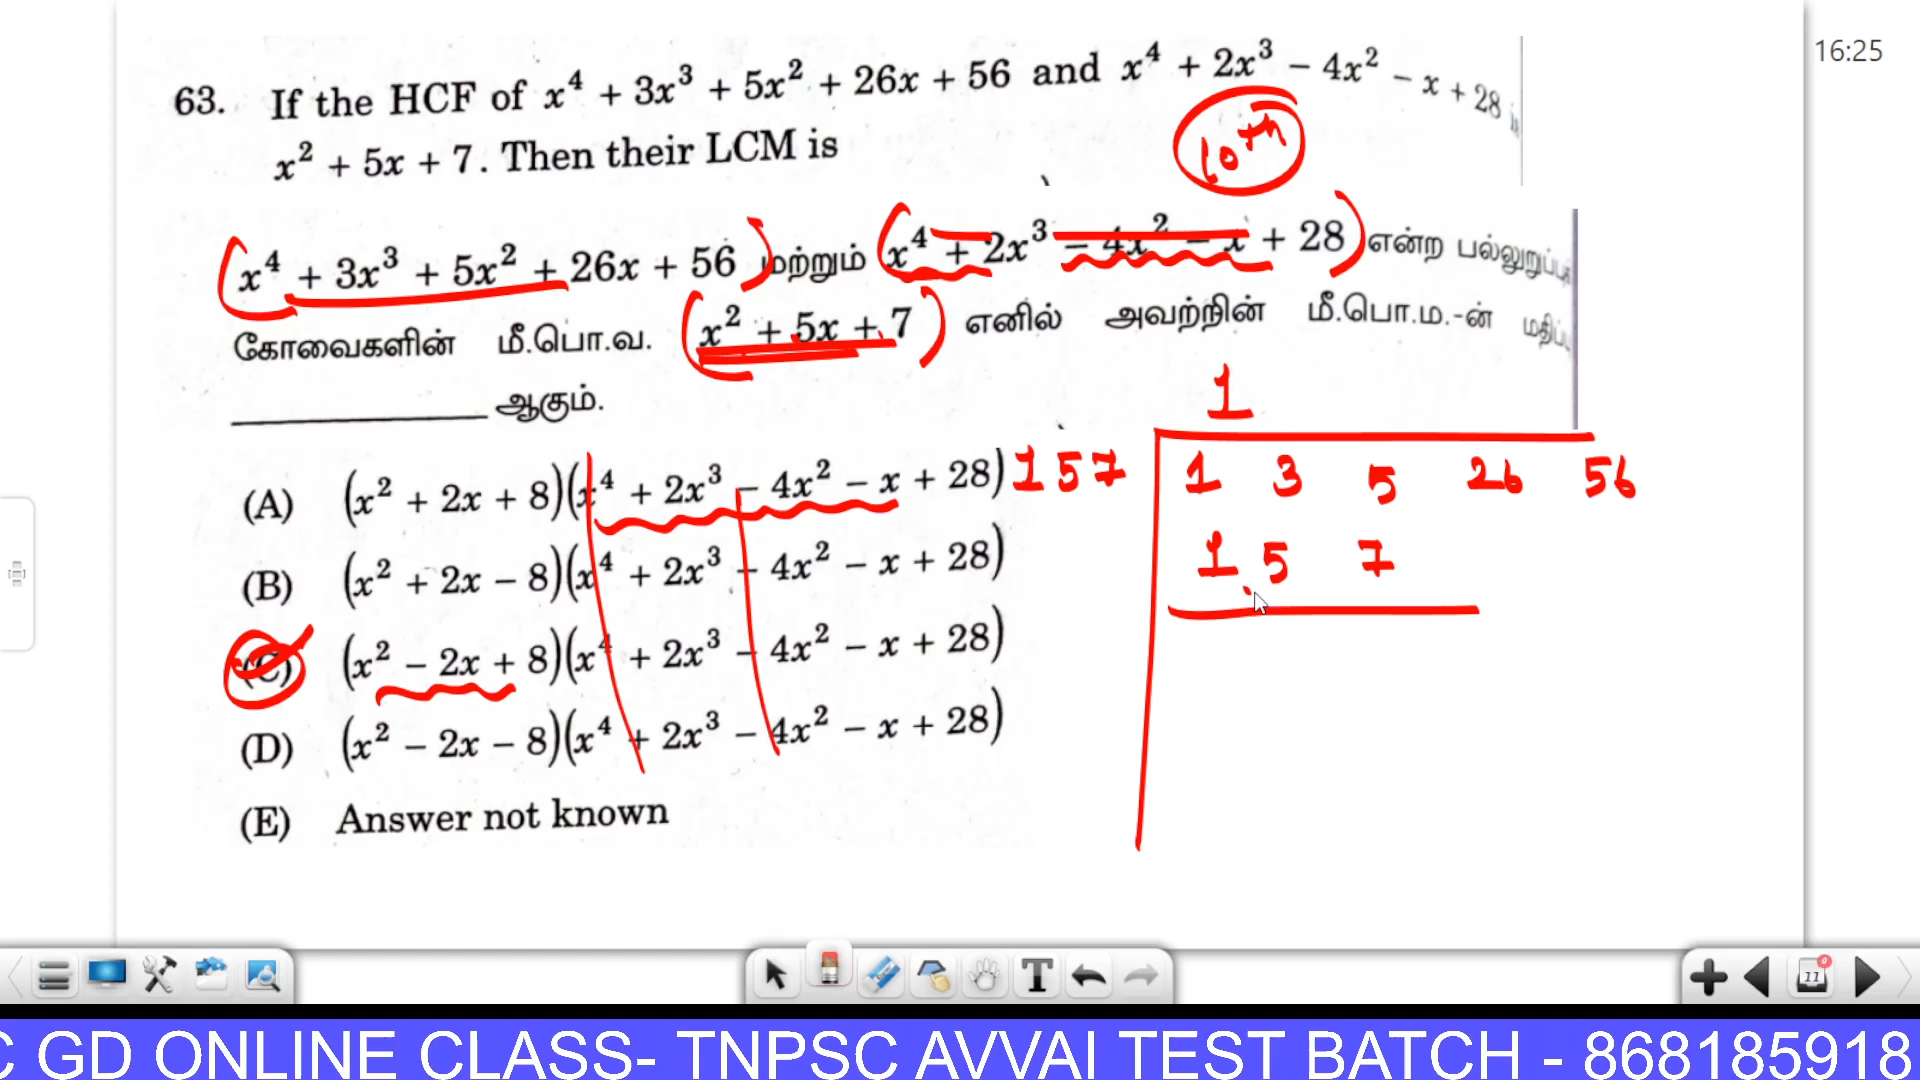 16:25
63. If the HCF of x⁴ + 3x³ + 5x² + 26x + 56 and x⁴ + 2x³ − 4x² − x + 28 is
x² + 5x + 7. Then their LCM is
10th
x⁴ + 3x³ + 5x² + 26x + 56 மற்றும் x⁴ + 2x³ − 4x² − x + 28 என்ற
கோவைகளின் மீ.பொ.வ. x² + 5x + 7 எனில் அவற்றின் மீ.பொ.ம.-ன்
____________ ஆகும்.
(A) (x² + 2x + 8)(x⁴ + 2x³ − 4x² − x + 28)
(B) (x² + 2x − 8)(x⁴ + 2x³ − 4x² − x + 28)
(C) (x² − 2x + 8)(x⁴ + 2x³ − 4x² − x + 28)
(D) (x² − 2x − 8)(x⁴ + 2x³ − 4x² − x + 28)
(E) Answer not known
1
1 5 7 1 3 5 26 56
1 5 7
11
C GD ONLINE CLASS- TNPSC AVVAI TEST BATCH - 868185918